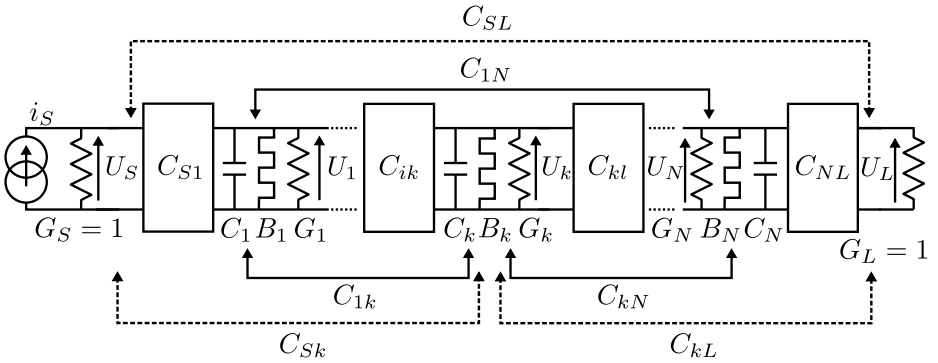 C_{SL}
C_{1N}
i_S
U_S C_{S1} U_1 C_{ik} U_k C_{kl} U_N C_{NL} U_L
G_S = 1 C_1 B_1 G_1 C_k B_k G_k G_N B_N C_N G_L = 1
C_{1k} C_{kN}
C_{Sk} C_{kL}